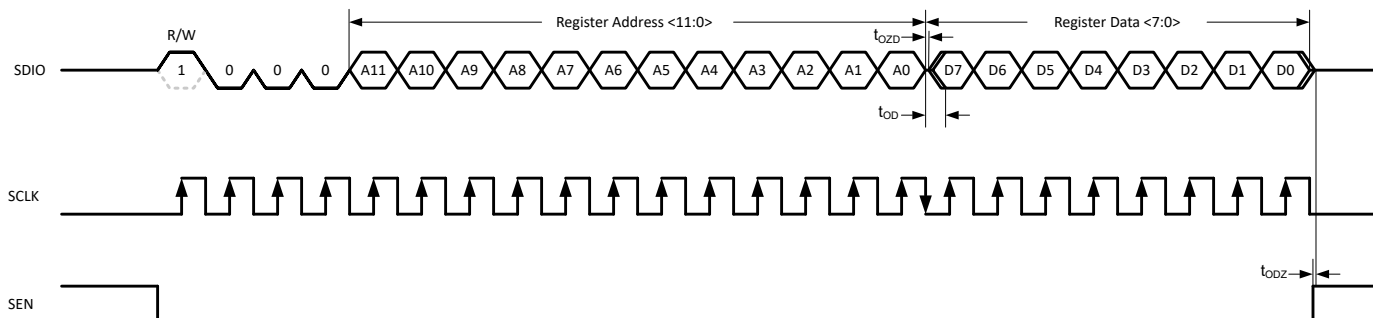 Register Address <11:0> Register Data <7:0>
R/W tOZD
SDIO 1 0 0 0 A11 A10 A9 A8 A7 A6 A5 A4 A3 A2 A1 A0 D7 D6 D5 D4 D3 D2 D1 D0
tOD
SCLK
tODZ
SEN